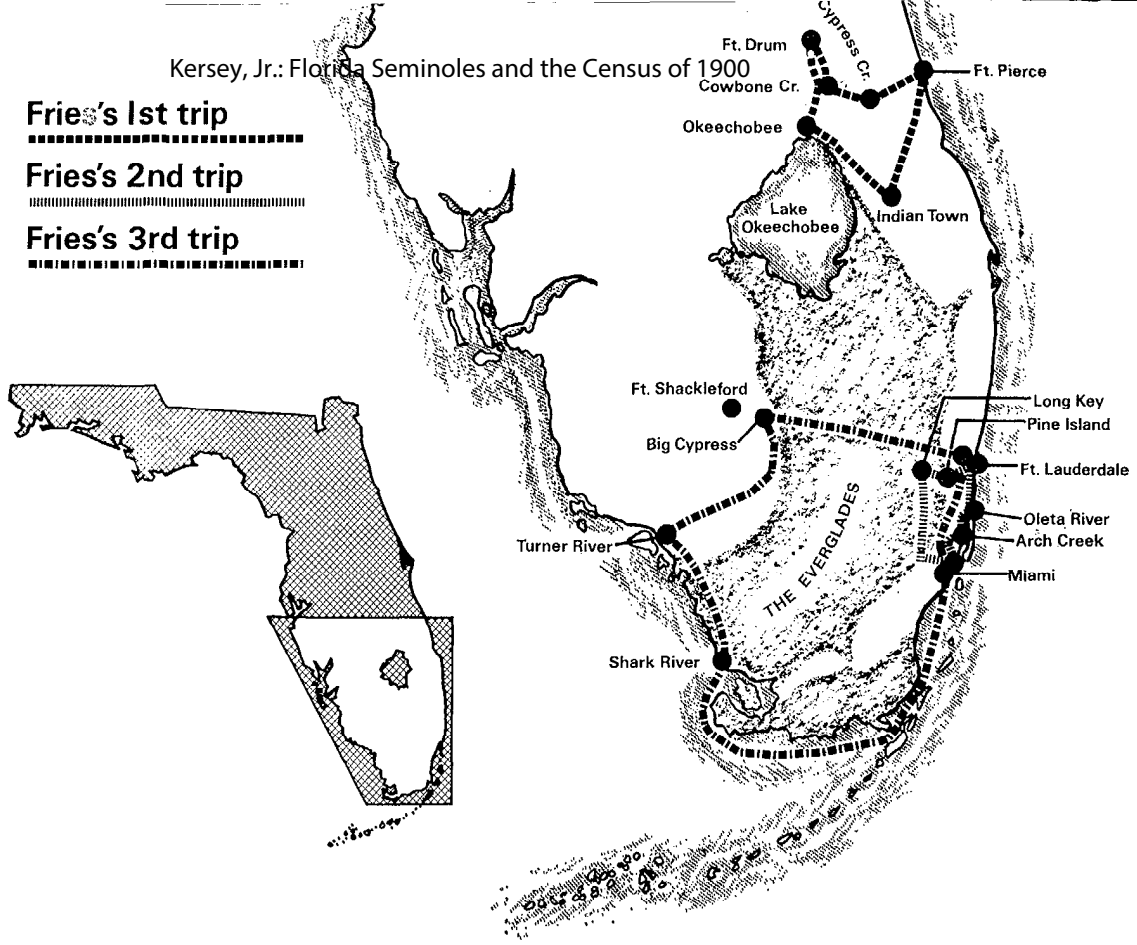 Kersey, Jr.: Florida Seminoles and the Census of 1900
Fries's 1st trip
Fries's 2nd trip
Fries's 3rd trip
Cypress Cr.
Ft. Drum
Ft. Pierce
Cowbone Cr.
Okeechobee
Indian Town
Lake
Okeechobee
Ft. Shackleford
Long Key
Pine Island
Big Cypress
Ft. Lauderdale
Oleta River
Arch Creek
Turner River
Miami
THE EVERGLADES
Shark River